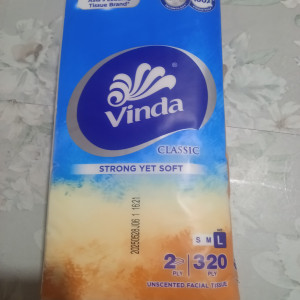 Tissue Brand*
Vinda
CLASSIC
STRONG YET SOFT
S M L
2 PLY 320 PLY
UNSCENTED FACIAL TISSUE